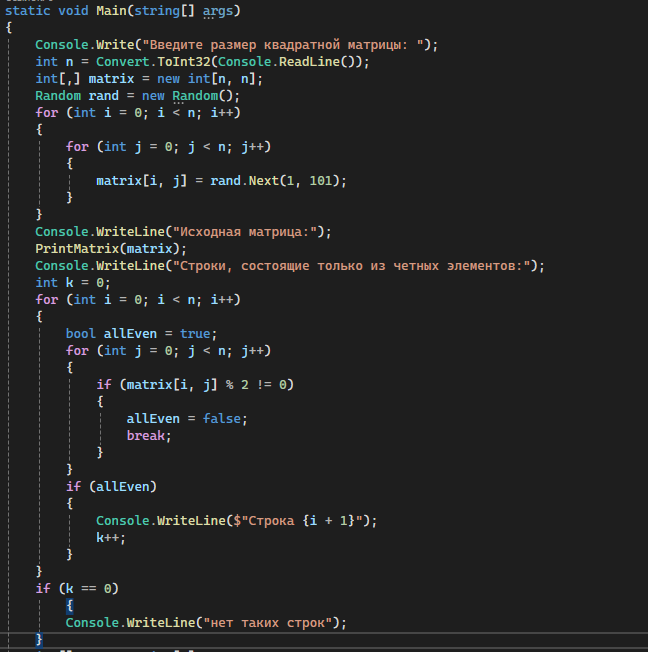 static void Main(string[] args)
{
Console.Write("Введите размер квадратной матрицы: ");
int n = Convert.ToInt32(Console.ReadLine());
int[,] matrix = new int[n, n];
Random rand = new Random();
for (int i = 0; i < n; i++)
{
for (int j = 0; j < n; j++)
{
matrix[i, j] = rand.Next(1, 101);
}
}
Console.WriteLine("Исходная матрица:");
PrintMatrix(matrix);
Console.WriteLine("Строки, состоящие только из четных элементов:");
int k = 0;
for (int i = 0; i < n; i++)
{
bool allEven = true;
for (int j = 0; j < n; j++)
{
if (matrix[i, j] % 2 != 0)
{
allEven = false;
break;
}
}
if (allEven)
{
Console.WriteLine($"Строка {i + 1}");
k++;
}
}
if (k == 0)
{
Console.WriteLine("нет таких строк");
}